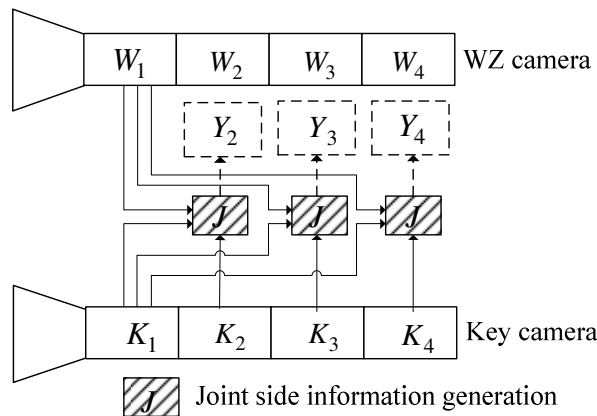 W1 W2 W3 W4 WZ camera
Y2 Y3 Y4
J J J
K1 K2 K3 K4 Key camera
J Joint side information generation